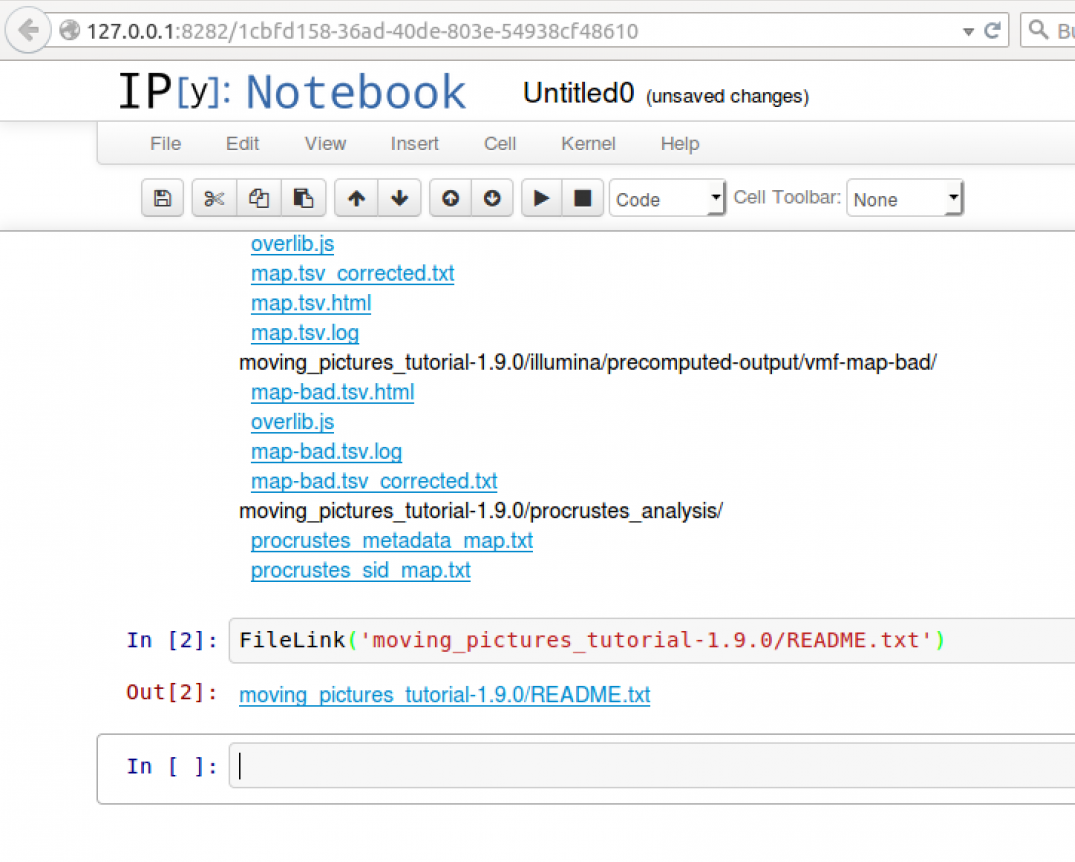 127.0.0.1:8282/1cbfd158-36ad-40de-803e-54938cf48610
IP[y]: Notebook Untitled0 (unsaved changes)
File Edit View Insert Cell Kernel Help
Code Cell Toolbar: None
overlib.js
map.tsv_corrected.txt
map.tsv.html
map.tsv.log
moving_pictures_tutorial-1.9.0/illumina/precomputed-output/vmf-map-bad/
map-bad.tsv.html
overlib.js
map-bad.tsv.log
map-bad.tsv_corrected.txt
moving_pictures_tutorial-1.9.0/procrustes_analysis/
procrustes_metadata_map.txt
procrustes_sid_map.txt
In [2]: FileLink('moving_pictures_tutorial-1.9.0/README.txt')
Out[2]: moving_pictures_tutorial-1.9.0/README.txt
In [ ]: